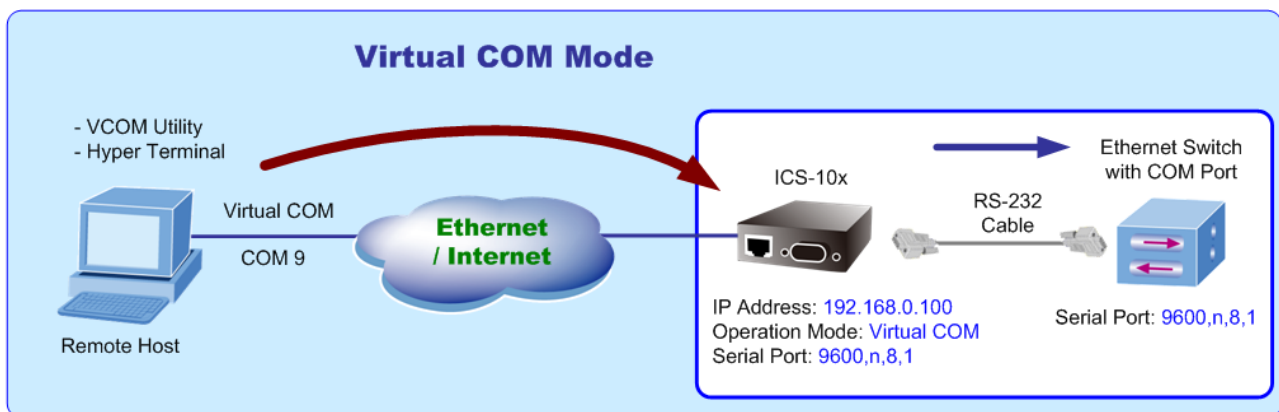 Virtual COM Mode
- VCOM Utility
- Hyper Terminal
Virtual COM
COM 9
Remote Host
Ethernet
/ Internet
ICS-10x
IP Address: 192.168.0.100
Operation Mode: Virtual COM
Serial Port: 9600,n,8,1
RS-232
Cable
Ethernet Switch
with COM Port
Serial Port: 9600,n,8,1